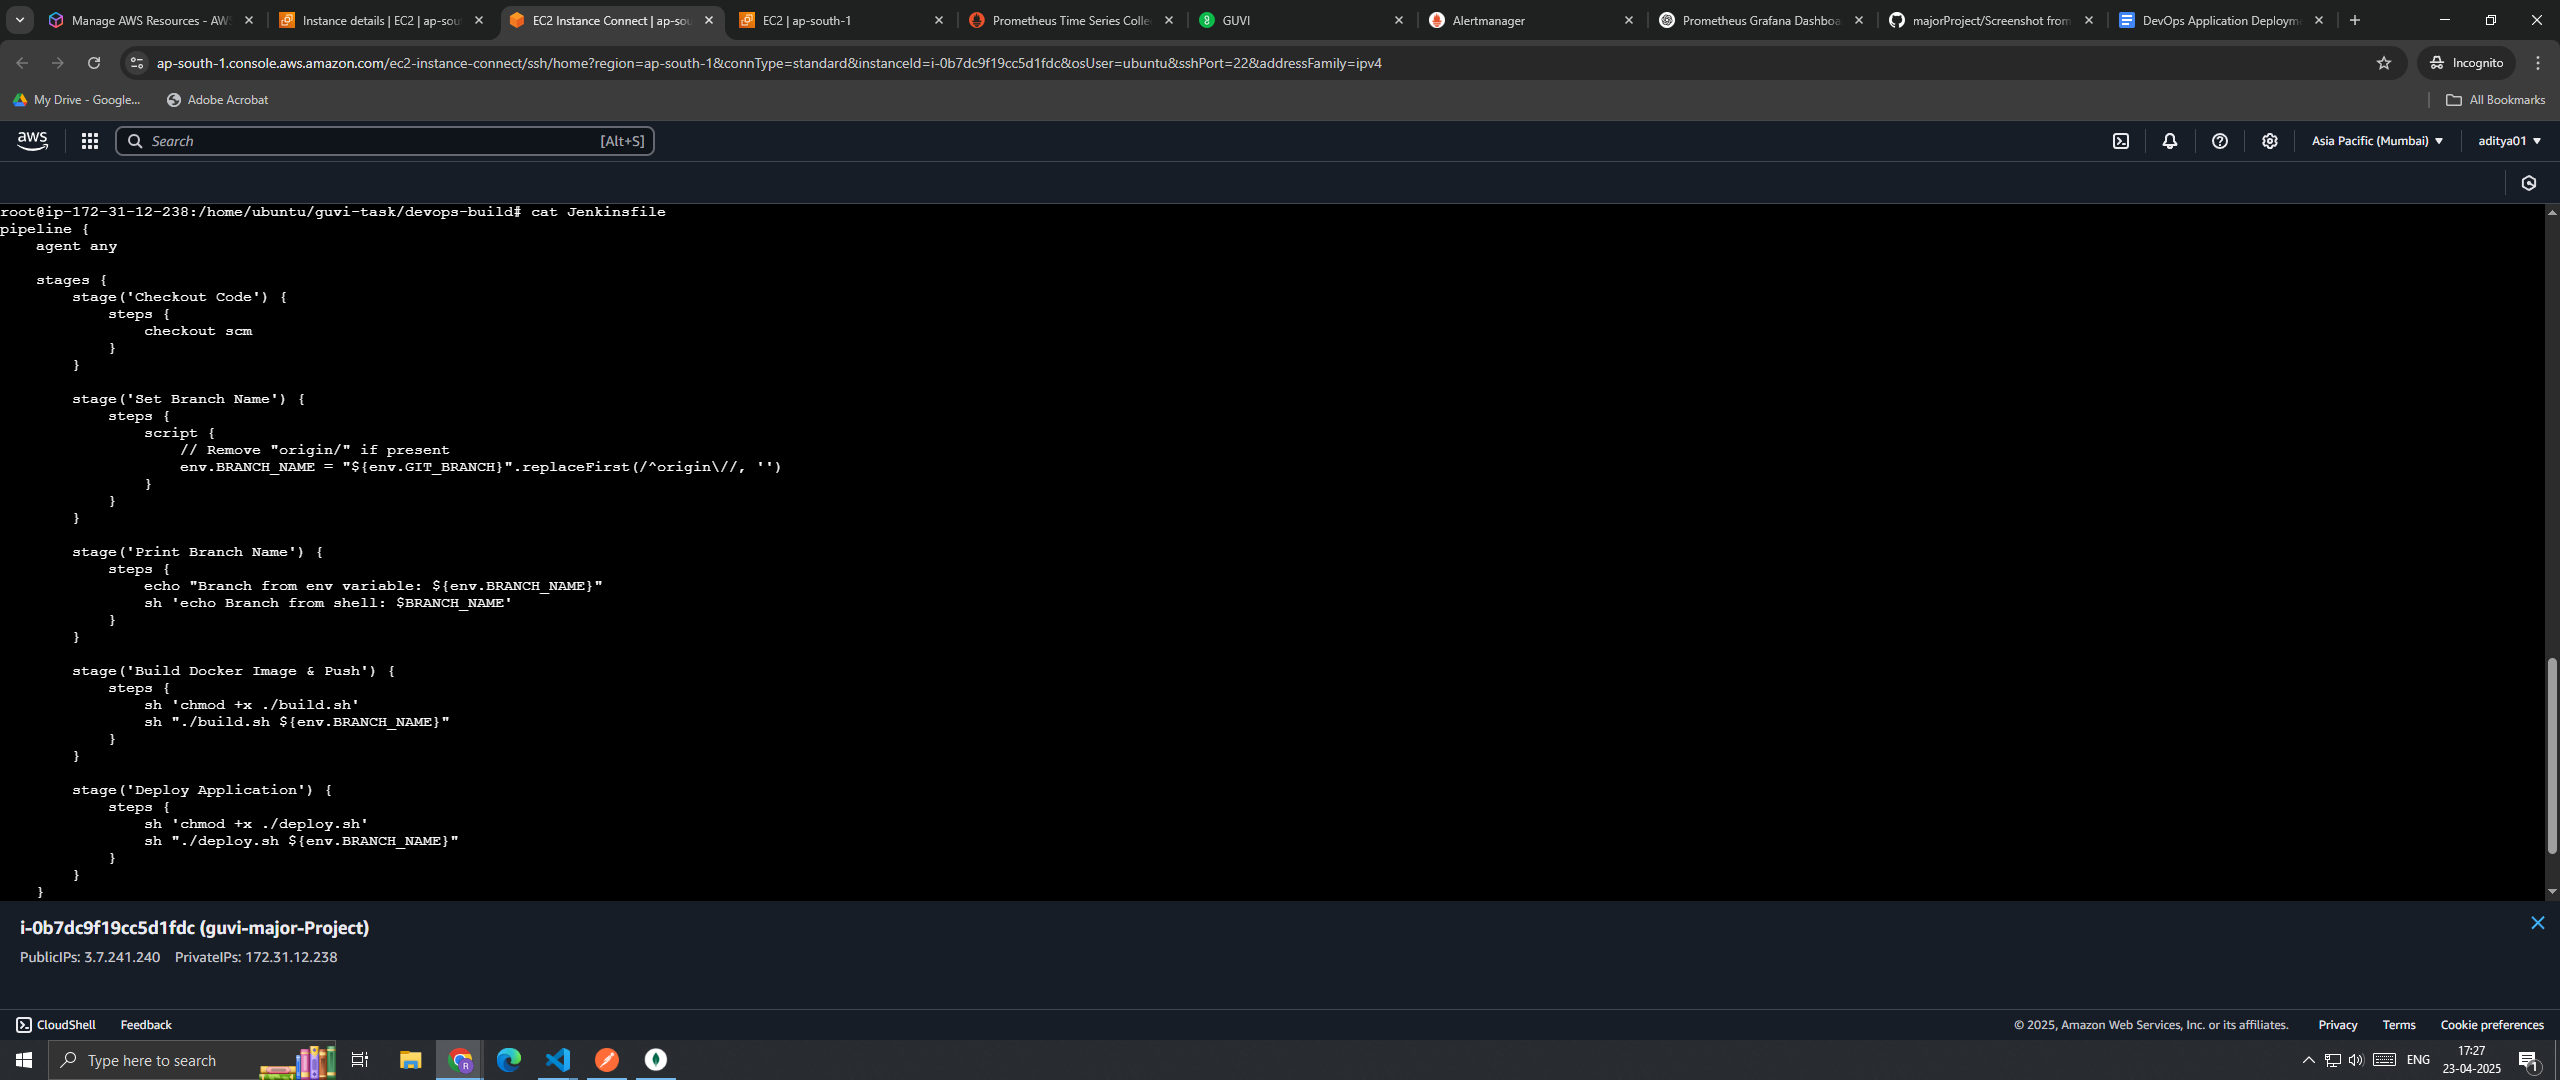 Manage AWS Resources - AWS
Instance details | EC2 | ap-sou
EC2 Instance Connect | ap-sou
EC2 | ap-south-1
Prometheus Time Series Colle
GUVI
Alertmanager
Prometheus Grafana Dashboa
majorProject/Screenshot from
DevOps Application Deploym
ap-south-1.console.aws.amazon.com/ec2-instance-connect/ssh/home?region=ap-south-1&connType=standard&instanceId=i-0b7dc9f19cc5d1fdc&osUser=ubuntu&sshPort=22&addressFamily=ipv4
Incognito
My Drive - Google...
Adobe Acrobat
All Bookmarks
aws
Search
[Alt+S]
Asia Pacific (Mumbai)
aditya01
root@ip-172-31-12-238:/home/ubuntu/guvi-task/devops-build# cat Jenkinsfile
pipeline {
    agent any
    stages {
        stage('Checkout Code') {
            steps {
                checkout scm
            }
        }
        stage('Set Branch Name') {
            steps {
                script {
                    // Remove "origin/" if present
                    env.BRANCH_NAME = "${env.GIT_BRANCH}".replaceFirst(/^origin\//, '')
                }
            }
        }
        stage('Print Branch Name') {
            steps {
                echo "Branch from env variable: ${env.BRANCH_NAME}"
                sh 'echo Branch from shell: $BRANCH_NAME'
            }
        }
        stage('Build Docker Image & Push') {
            steps {
                sh 'chmod +x ./build.sh'
                sh "./build.sh ${env.BRANCH_NAME}"
            }
        }
        stage('Deploy Application') {
            steps {
                sh 'chmod +x ./deploy.sh'
                sh "./deploy.sh ${env.BRANCH_NAME}"
            }
        }
    }
i-0b7dc9f19cc5d1fdc (guvi-major-Project)
PublicIPs: 3.7.241.240 PrivateIPs: 172.31.12.238
CloudShell
Feedback
© 2025, Amazon Web Services, Inc. or its affiliates.
Privacy
Terms
Cookie preferences
Type here to search
R
ENG
17:27
23-04-2025
1